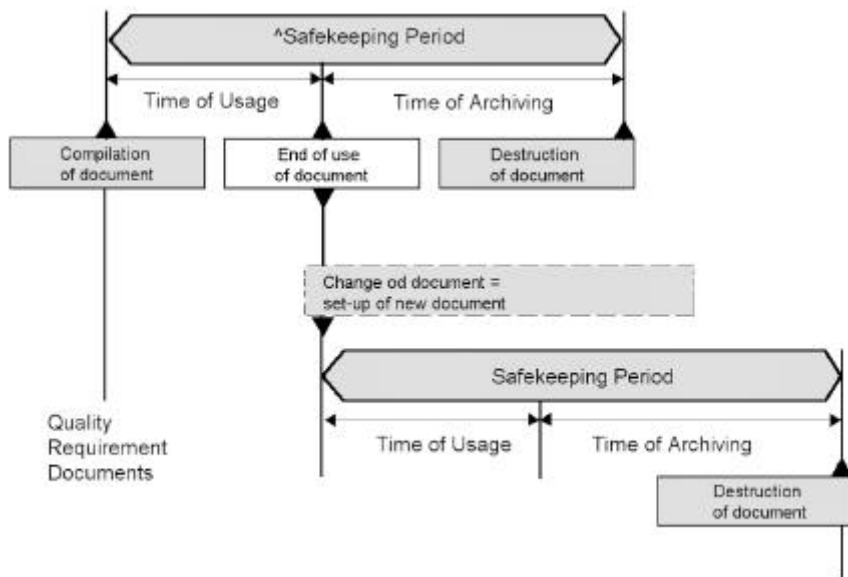 ^Safekeeping Period
Time of Usage
Time of Archiving
Compilation
of document
End of use
of document
Destruction
of document
Change od document =
set-up of new document
Safekeeping Period
Quality
Requirement
Documents
Time of Usage
Time of Archiving
Destruction
of document